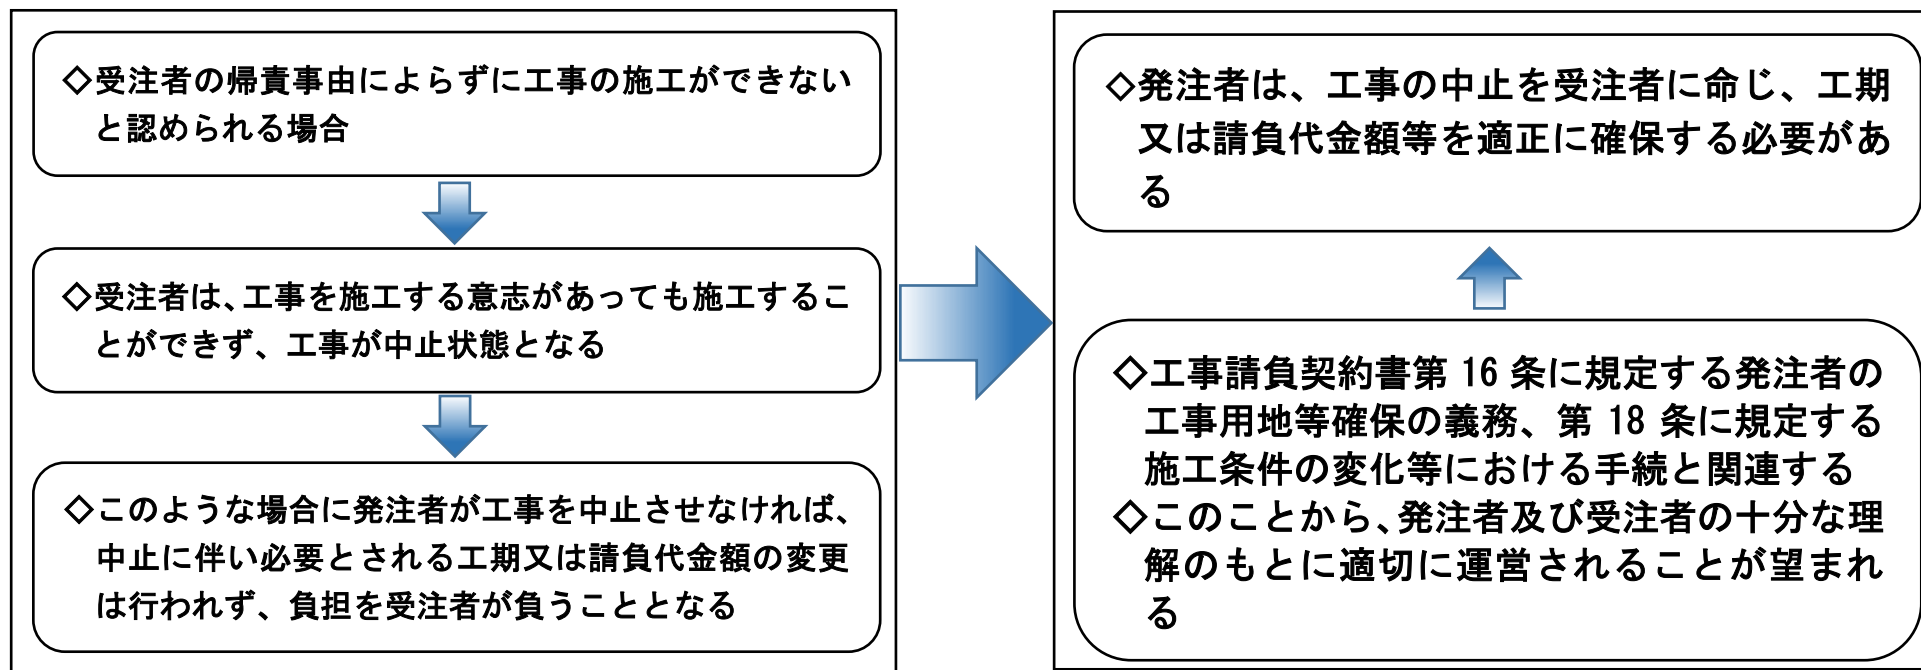 ◇受注者の帰責事由によらずに工事の施工ができない
と認められる場合
◇受注者は、工事を施工する意志があっても施工するこ
とができず、工事が中止状態となる
◇このような場合に発注者が工事を中止させなければ、
中止に伴い必要とされる工期又は請負代金額の変更
は行われず、負担を受注者が負うこととなる
◇発注者は、工事の中止を受注者に命じ、工期
又は請負代金額等を適正に確保する必要があ
る
◇工事請負契約書第 16 条に規定する発注者の
工事用地等確保の義務、第 18 条に規定する
施工条件の変化等における手続と関連する
◇このことから、発注者及び受注者の十分な理
解のもとに適切に運営されることが望まれ
る